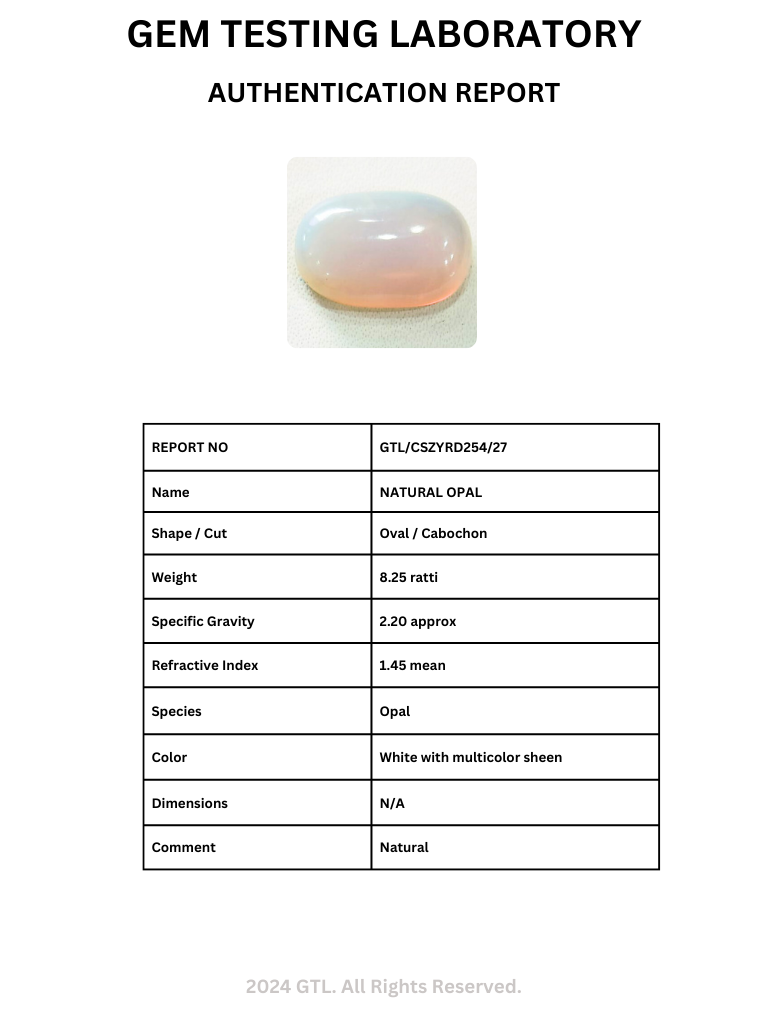 GEM TESTING LABORATORY
AUTHENTICATION REPORT
REPORT NO GTL/CSZYRD254/27
Name NATURAL OPAL
Shape / Cut Oval / Cabochon
Weight 8.25 ratti
Specific Gravity 2.20 approx
Refractive Index 1.45 mean
Species Opal
Color White with multicolor sheen
Dimensions N/A
Comment Natural
2024 GTL. All Rights Reserved.